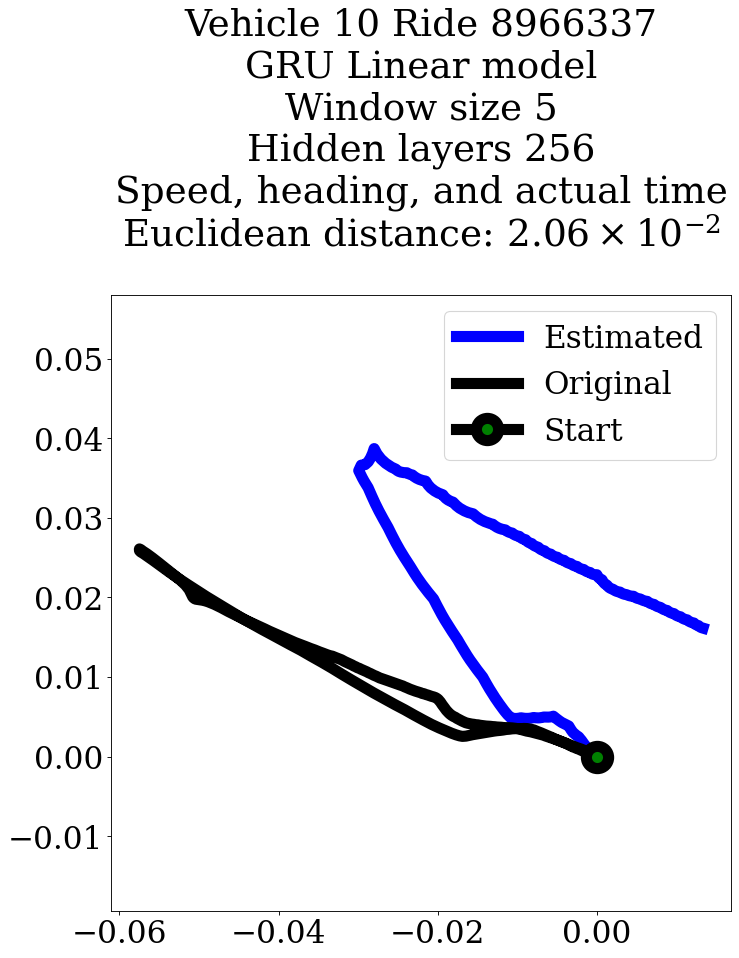 Vehicle 10 Ride 8966337
GRU Linear model
Window size 5
Hidden layers 256
Speed, heading, and actual time
Euclidean distance: 2.06 × 10⁻²
Estimated
Original
Start
0.05
0.04
0.03
0.02
0.01
0.00
−0.01
−0.06 −0.04 −0.02 0.00